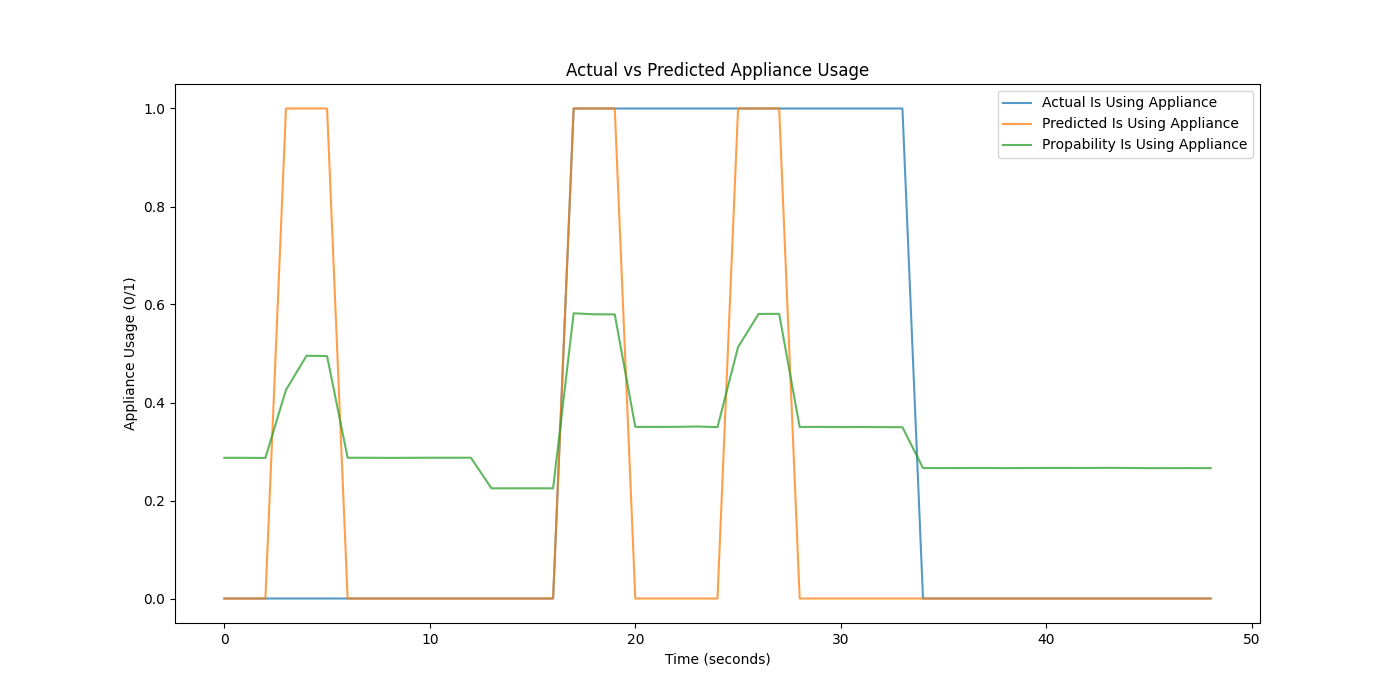 Actual vs Predicted Appliance Usage
Actual Is Using Appliance
Predicted Is Using Appliance
Propability Is Using Appliance
Appliance Usage (0/1)
1.0
0.8
0.6
0.4
0.2
0.0
0 10 20 30 40 50
Time (seconds)